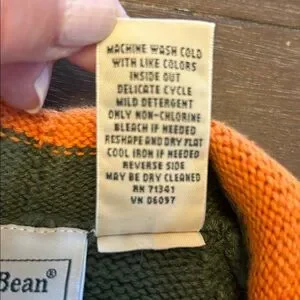 MACHINE WASH COLD
WITH LIKE COLORS
INSIDE OUT
DELICATE CYCLE
MILD DETERGENT
ONLY NON-CHLORINE
BLEACH IF NEEDED
RESHAPE AND DRY FLAT
COOL IRON IF NEEDED
REVERSE SIDE
MAY BE DRY CLEANED
RN 71341
VN 06097
Bean®